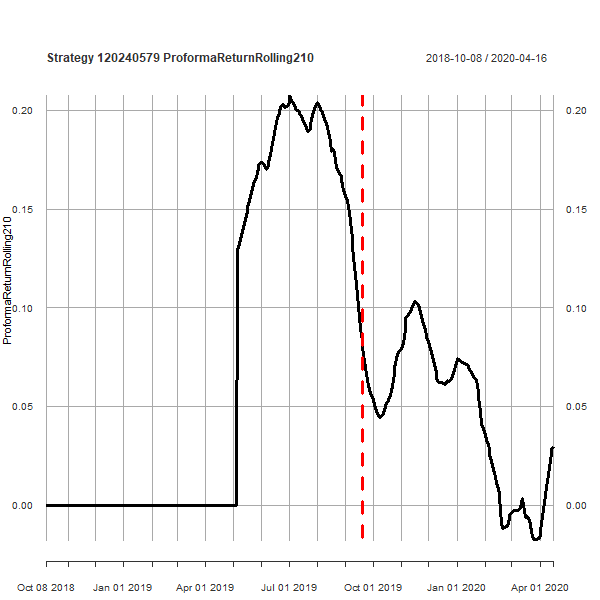 Strategy 120240579 ProformaReturnRolling210
2018-10-08 / 2020-04-16
0.20
0.20
0.15
0.15
ProformaReturnRolling210
0.10
0.10
0.05
0.05
0.00
0.00
Oct 08 2018
Jan 01 2019
Apr 01 2019
Jul 01 2019
Oct 01 2019
Jan 01 2020
Apr 01 2020